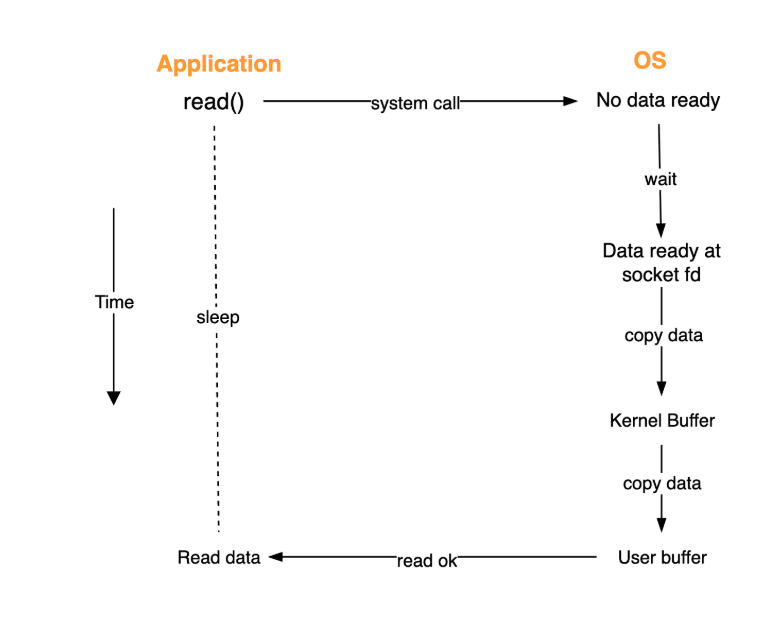 Application
OS
read()
system call
No data ready
wait
Data ready at
socket fd
Time
sleep
copy data
Kernel Buffer
copy data
Read data
read ok
User buffer